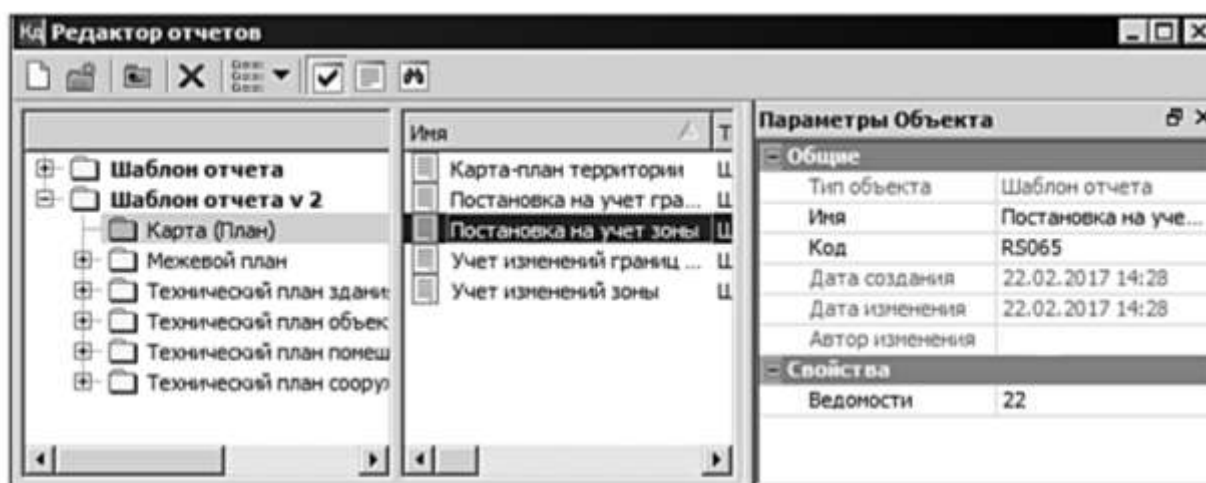 Кд Редактор отчетов
Имя
Т
Шаблон отчета
Шаблон отчета v 2
Карта (План)
Межевой план
Технический план здани
Технический план объек
Технический план помещ
Технический план соору
Карта-план территории
Постановка на учет гра...
Постановка на учет зоны
Учет изменений границ ...
Учет изменений зоны
Параметры Объекта
Общие
Тип объекта Шаблон отчета
Имя Постановка на уче...
Код RS065
Дата создания 22.02.2017 14:28
Дата изменения 22.02.2017 14:28
Автор изменения
Свойства
Ведомости 22